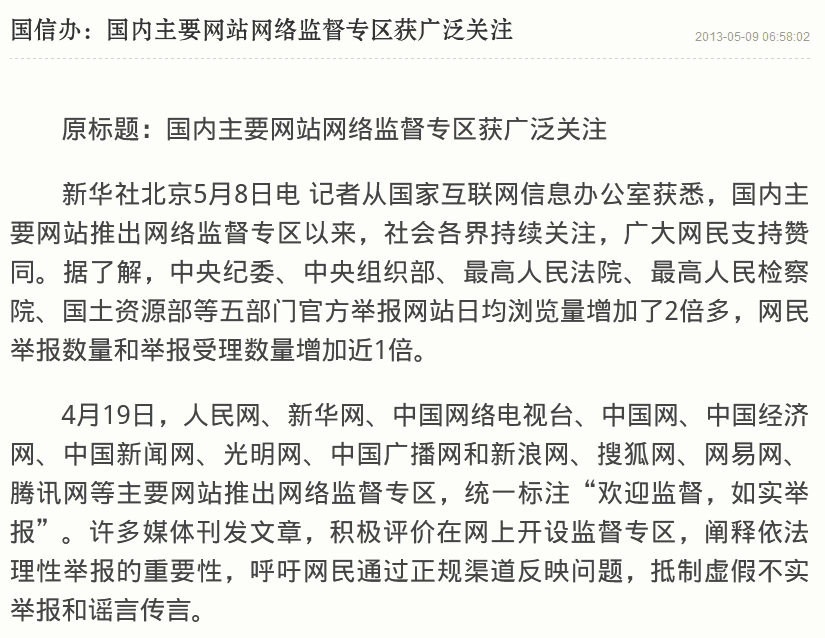 国信办：国内主要网站网络监督专区获广泛关注
2013-05-09 06:58:02
原标题：国内主要网站网络监督专区获广泛关注
新华社北京5月8日电 记者从国家互联网信息办公室获悉，国内主
要网站推出网络监督专区以来，社会各界持续关注，广大网民支持赞
同。据了解，中央纪委、中央组织部、最高人民法院、最高人民检察
院、国土资源部等五部门官方举报网站日均浏览量增加了2倍多，网民
举报数量和举报受理数量增加近1倍。
4月19日，人民网、新华网、中国网络电视台、中国网、中国经济
网、中国新闻网、光明网、中国广播网和新浪网、搜狐网、网易网、
腾讯网等主要网站推出网络监督专区，统一标注“欢迎监督，如实举
报”。许多媒体刊发文章，积极评价在网上开设监督专区，阐释依法
理性举报的重要性，呼吁网民通过正规渠道反映问题，抵制虚假不实
举报和谣言传言。